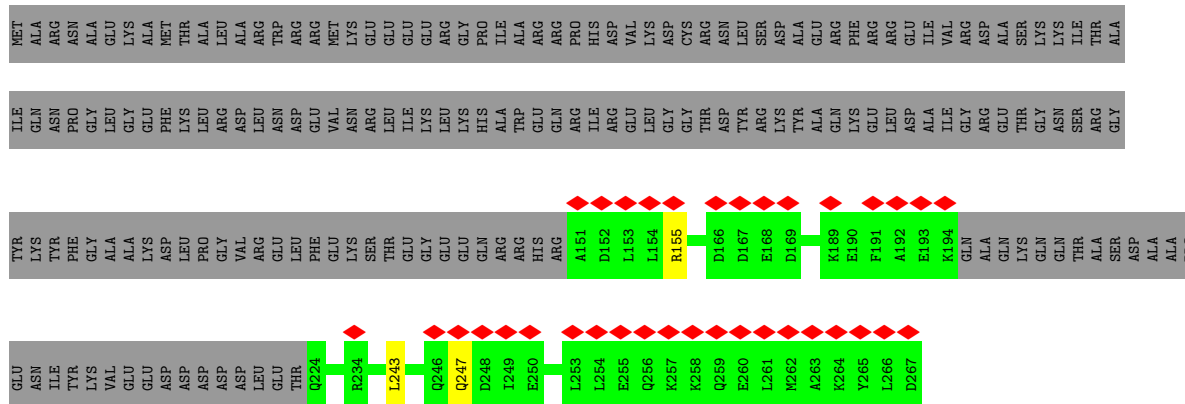 MET ALA ARG ASN ALA GLU LYS ALA MET THR ALA LEU ALA ARG TRP ARG ARG MET LYS GLU GLU GLU GLU ARG GLY PRO ILE ALA ARG ARG PRO HIS ASP VAL LYS ASP CYS ARG ASN LEU SER ASP ALA GLU ARG PHE ARG ARG GLU ILE VAL ARG ASP ALA SER LYS LYS ILE THR ALA
ILE GLN ASN PRO GLY LEU GLY GLU PHE LYS LEU ARG ASP LEU ASN ASP GLU VAL ASN ARG LEU ILE LYS LEU LYS HIS ALA TRP GLU GLN ARG ILE ARG GLU LEU GLY GLY THR ASP TYR ARG LYS TYR ALA GLN LYS GLU LEU ASP ALA ILE GLY ARG GLU THR GLY ASN SER ARG GLY
TYR LYS TYR PHE GLY ALA ALA LYS ASP LEU PRO GLY VAL ARG GLU LEU PHE GLU LYS SER THR GLU GLY GLU GLU GLN ARG ARG HIS ARG A151 D152 L153 L154 R155 D166 D167 E168 D169 K189 E190 F191 A192 E193 K194 GLN ALA GLN LYS GLN GLN THR ALA SER ASP ALA ALA
GLU ASN ILE TYR LYS VAL GLU GLU ASP ASP ASP ASP ASP LEU GLU THR Q224 R234 L243 Q246 Q247 D248 I249 E250 L253 L254 E255 Q256 K257 K258 Q259 E260 L261 M262 A263 K264 Y265 L266 D267